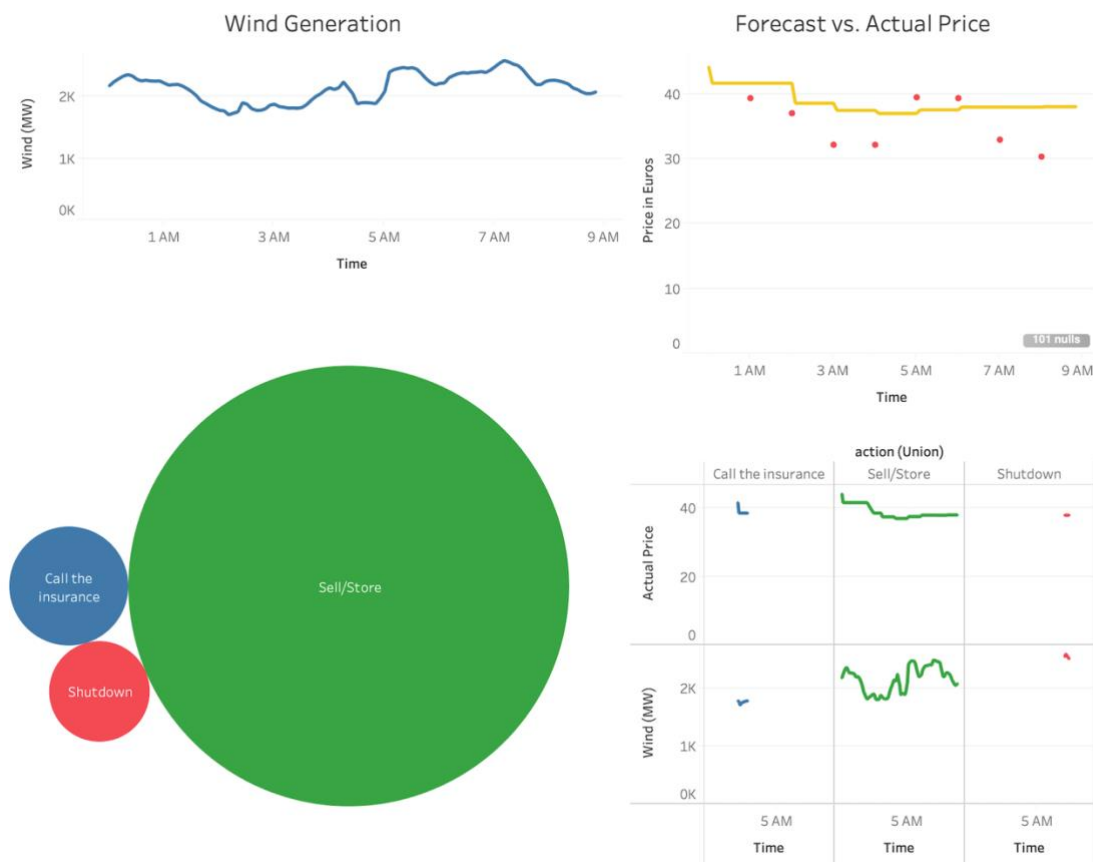 Wind Generation
Wind (MW)
2K
1K
0K
1 AM 3 AM 5 AM 7 AM 9 AM
Time
Forecast vs. Actual Price
Price in Euros
40
30
20
10
0
101 nulls
1 AM 3 AM 5 AM 7 AM 9 AM
Time
Call the
insurance
Sell/Store
Shutdown
action (Union)
Call the insurance Sell/Store Shutdown
Actual Price
40
20
0
Wind (MW)
2K
1K
0K
5 AM 5 AM 5 AM
Time Time Time